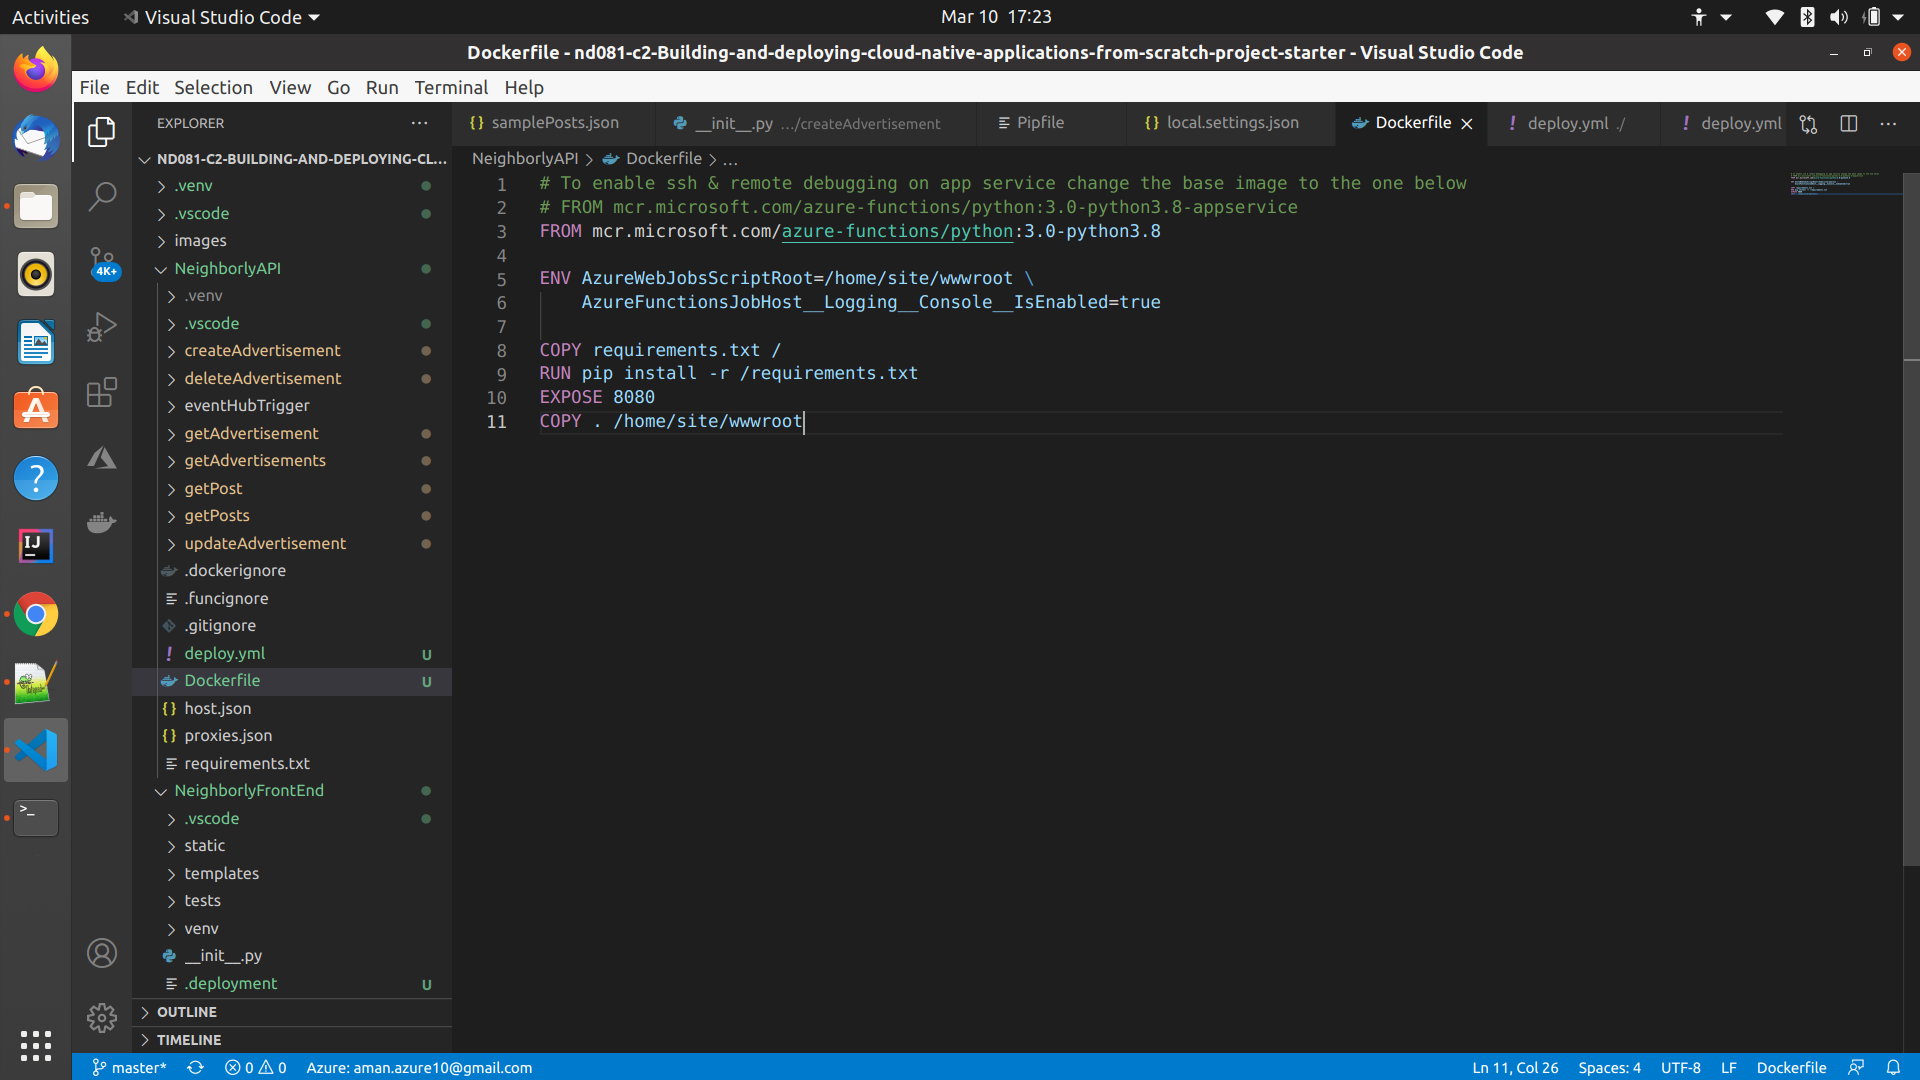 Activities
Visual Studio Code
Mar 10 17:23
Dockerfile - nd081-c2-Building-and-deploying-cloud-native-applications-from-scratch-project-starter - Visual Studio Code
File Edit Selection View Go Run Terminal Help
EXPLORER
ND081-C2-BUILDING-AND-DEPLOYING-CL...
.venv
.vscode
images
NeighborlyAPI
.venv
.vscode
createAdvertisement
deleteAdvertisement
eventHubTrigger
getAdvertisement
getAdvertisements
getPost
getPosts
updateAdvertisement
.dockerignore
.funcignore
.gitignore
deploy.yml U
Dockerfile U
host.json
proxies.json
requirements.txt
NeighborlyFrontEnd
.vscode
static
templates
tests
venv
__init__.py
.deployment U
OUTLINE
TIMELINE
4K+
samplePosts.json
__init__.py .../createAdvertisement
Pipfile
local.settings.json
Dockerfile
deploy.yml ./
deploy.yml
NeighborlyAPI > Dockerfile > ...
1 # To enable ssh & remote debugging on app service change the base image to the one below
2 # FROM mcr.microsoft.com/azure-functions/python:3.0-python3.8-appservice
3 FROM mcr.microsoft.com/azure-functions/python:3.0-python3.8
4
5 ENV AzureWebJobsScriptRoot=/home/site/wwwroot \
6 AzureFunctionsJobHost__Logging__Console__IsEnabled=true
7
8 COPY requirements.txt /
9 RUN pip install -r /requirements.txt
10 EXPOSE 8080
11 COPY . /home/site/wwwroot
master* 0 0 Azure: aman.azure10@gmail.com
Ln 11, Col 26 Spaces: 4 UTF-8 LF Dockerfile